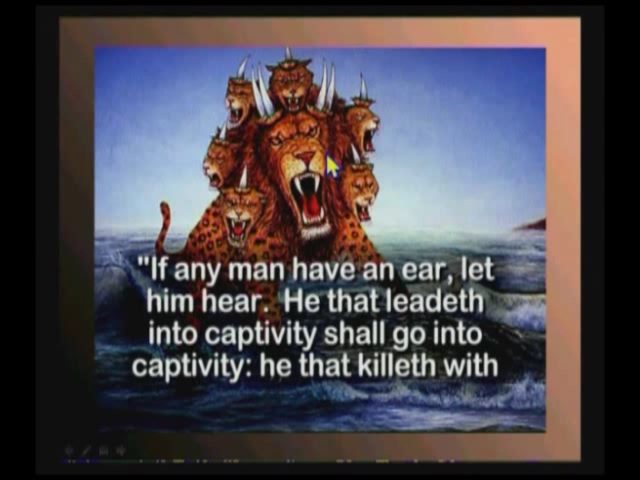 "If any man have an ear, let
him hear.  He that leadeth
into captivity shall go into
captivity: he that killeth with